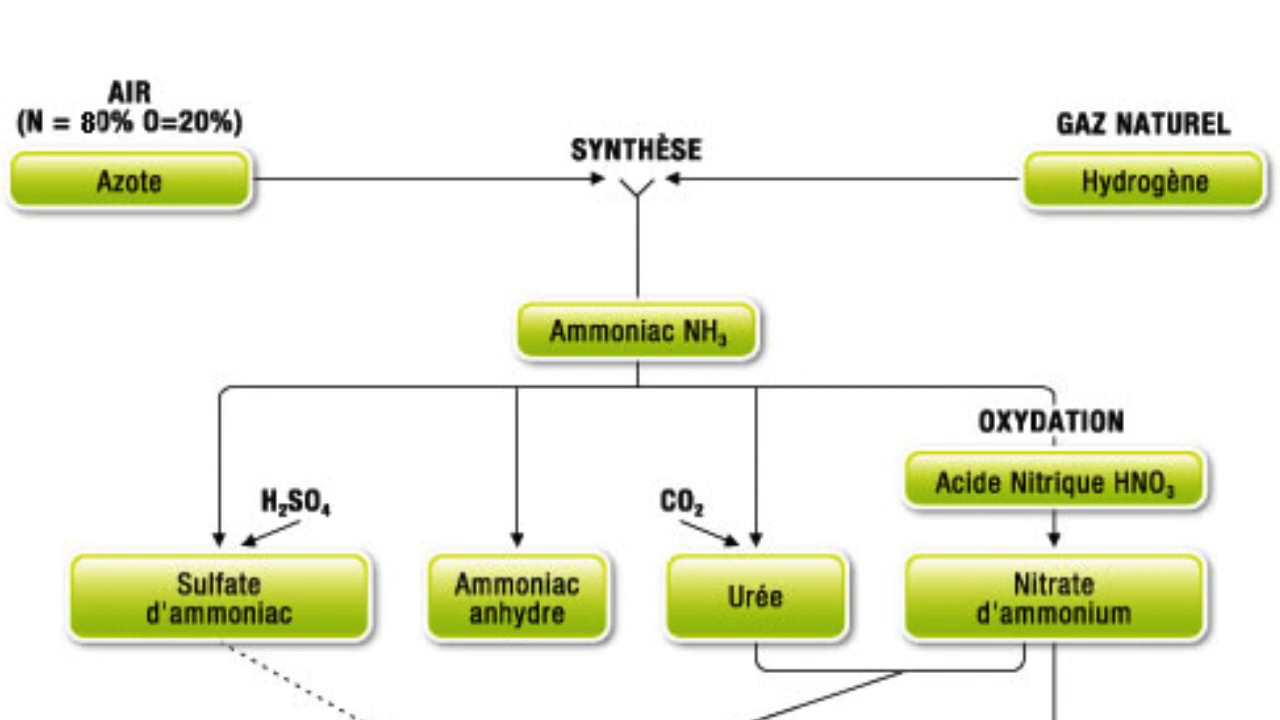 AIR
(N = 80% O=20%)
GAZ NATUREL
SYNTHÈSE
Azote
Hydrogène
Ammoniac NH₃
OXYDATION
Acide Nitrique HNO₃
H₂SO₄
CO₂
Sulfate
d'ammoniac
Ammoniac
anhydre
Urée
Nitrate
d'ammonium